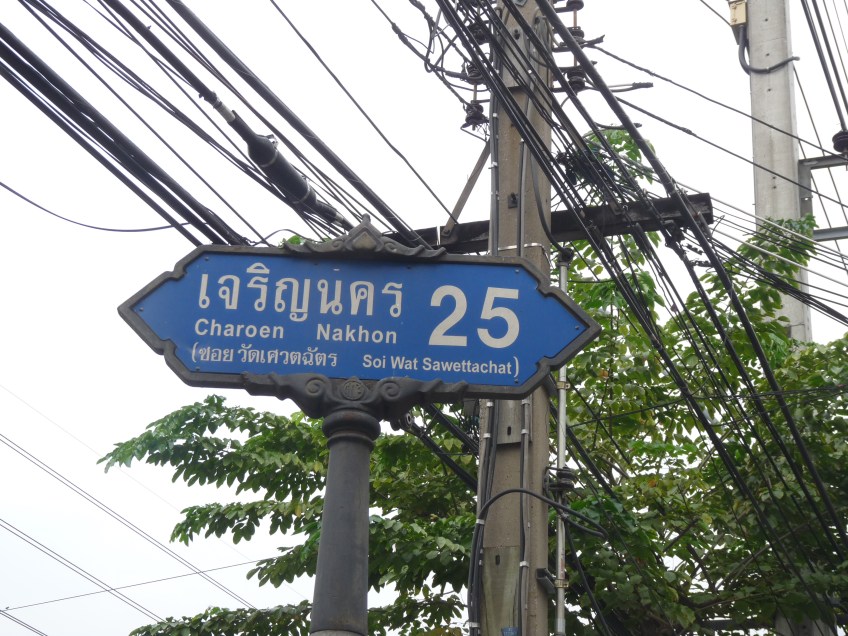 เจริญนคร 25
Charoen Nakhon
(ซอย วัดเศวตฉัตร Soi Wat Sawettachat)